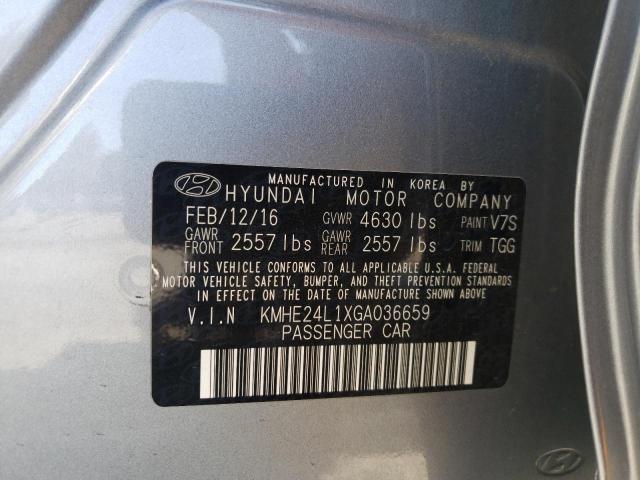 MANUFACTURED IN KOREA BY
HYUNDAI MOTOR COMPANY
FEB/12/16 GVWR 4630 lbs PAINT V7S
GAWR FRONT 2557 lbs GAWR REAR 2557 lbs TRIM TGG
THIS VEHICLE CONFORMS TO ALL APPLICABLE U.S.A. FEDERAL
MOTOR VEHICLE SAFETY, BUMPER, AND THEFT PREVENTION STANDARDS
IN EFFECT ON THE DATE OF MANUFACTURE SHOWN ABOVE.
V.I.N KMHE24L1XGA036659
PASSENGER CAR